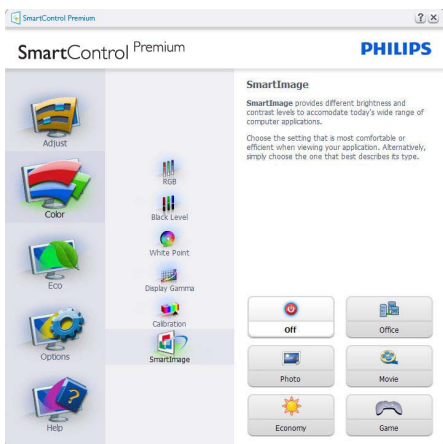 SmartControl Premium
? ×
SmartControl Premium
PHILIPS
Adjust
Color
Eco
Options
Help
RGB
Black Level
White Point
Display Gamma
Calibration
SmartImage
SmartImage
SmartImage provides different brightness and
contrast levels to accomodate today's wide range of
computer applications.
Choose the setting that is most comfortable or
efficient when viewing your application. Alternatively,
simply choose the one that best describes its type.
Off
Office
Photo
Movie
Economy
Game